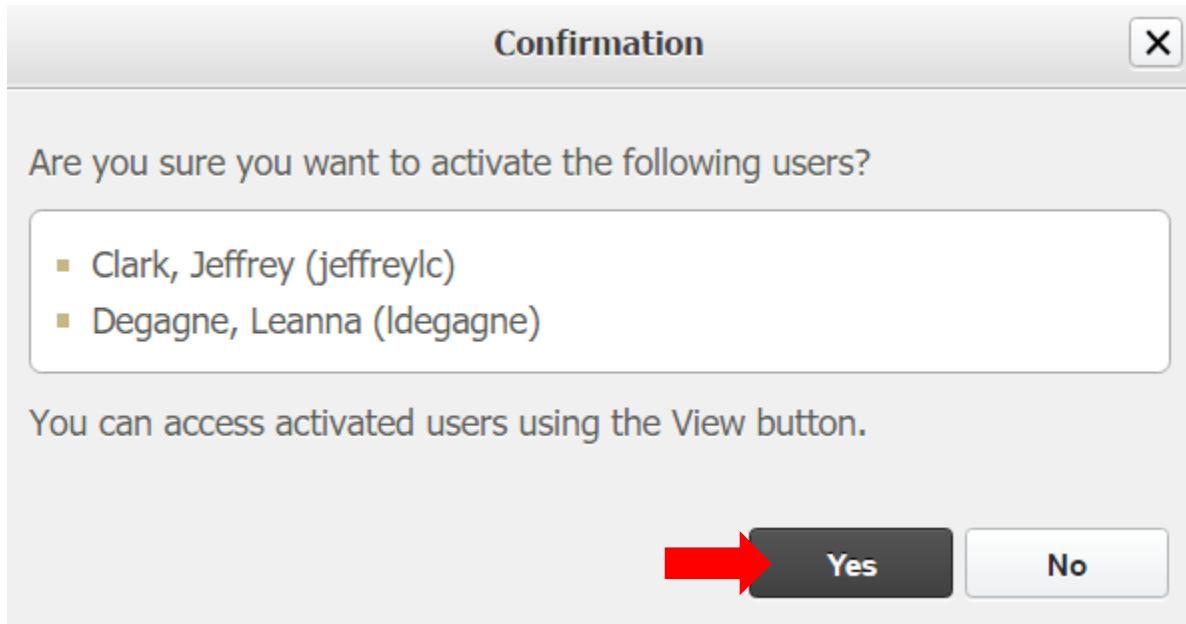 Confirmation
Are you sure you want to activate the following users?
Clark, Jeffrey (jeffreylc)
Degagne, Leanna (ldegagne)
You can access activated users using the View button.
Yes
No